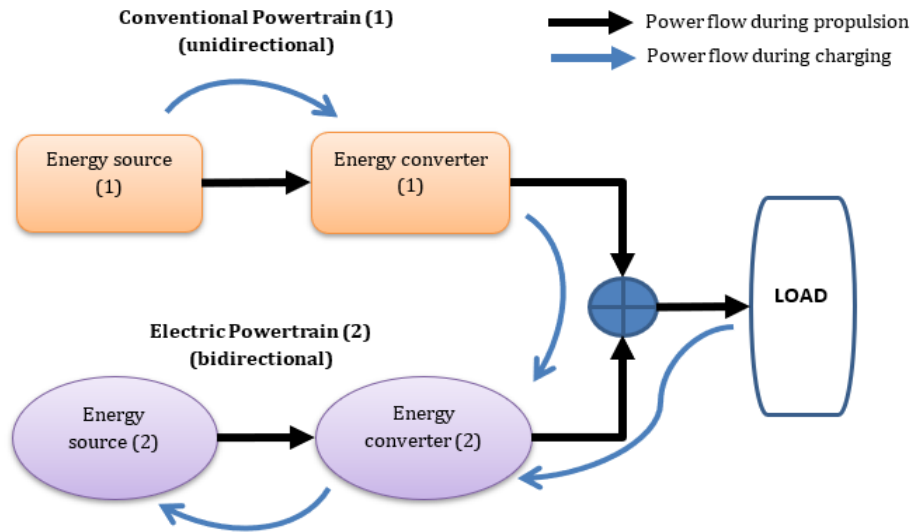 Conventional Powertrain (1)
(unidirectional)
Power flow during propulsion
Power flow during charging
Energy source
(1)
Energy converter
(1)
LOAD
Electric Powertrain (2)
(bidirectional)
Energy
source (2)
Energy
converter (2)